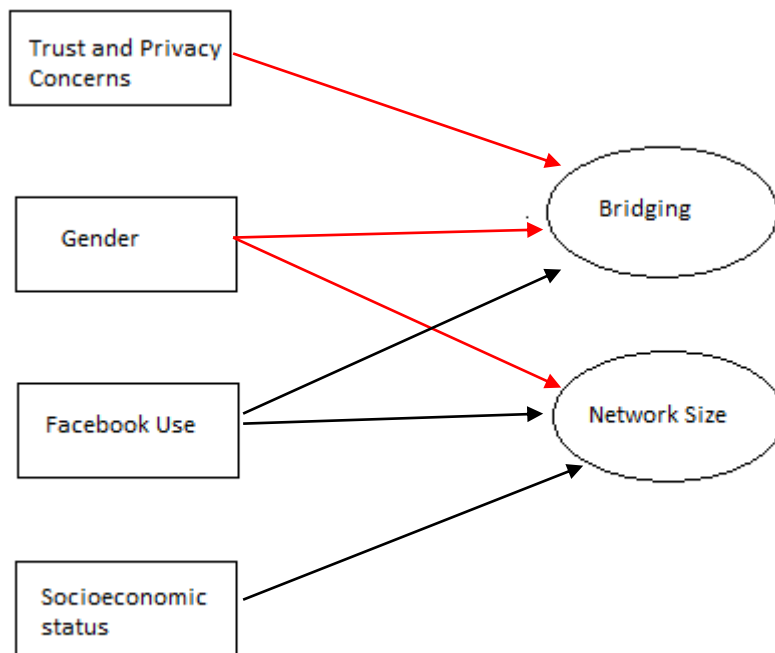 Trust and Privacy
Concerns
Bridging
Gender
Facebook Use
Network Size
Socioeconomic
status